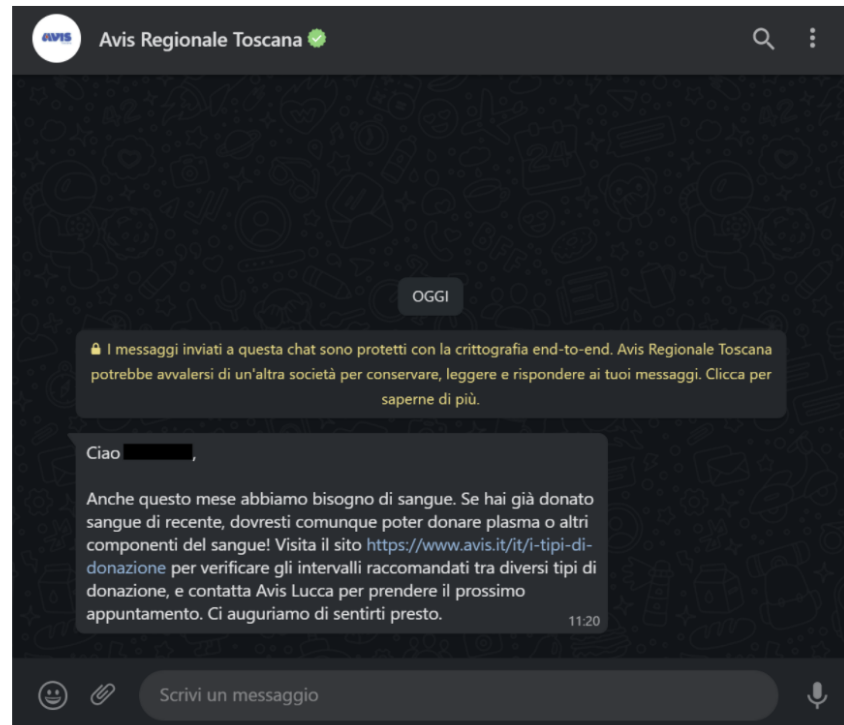 AVIS
Avis Regionale Toscana
OGGI
I messaggi inviati a questa chat sono protetti con la crittografia end-to-end. Avis Regionale Toscana
potrebbe avvalersi di un'altra società per conservare, leggere e rispondere ai tuoi messaggi. Clicca per
saperne di più.
Ciao ,
Anche questo mese abbiamo bisogno di sangue. Se hai già donato
sangue di recente, dovresti comunque poter donare plasma o altri
componenti del sangue! Visita il sito https://www.avis.it/it/i-tipi-di-
donazione per verificare gli intervalli raccomandati tra diversi tipi di
donazione, e contatta Avis Lucca per prendere il prossimo
appuntamento. Ci auguriamo di sentirti presto.
11:20
Scrivi un messaggio